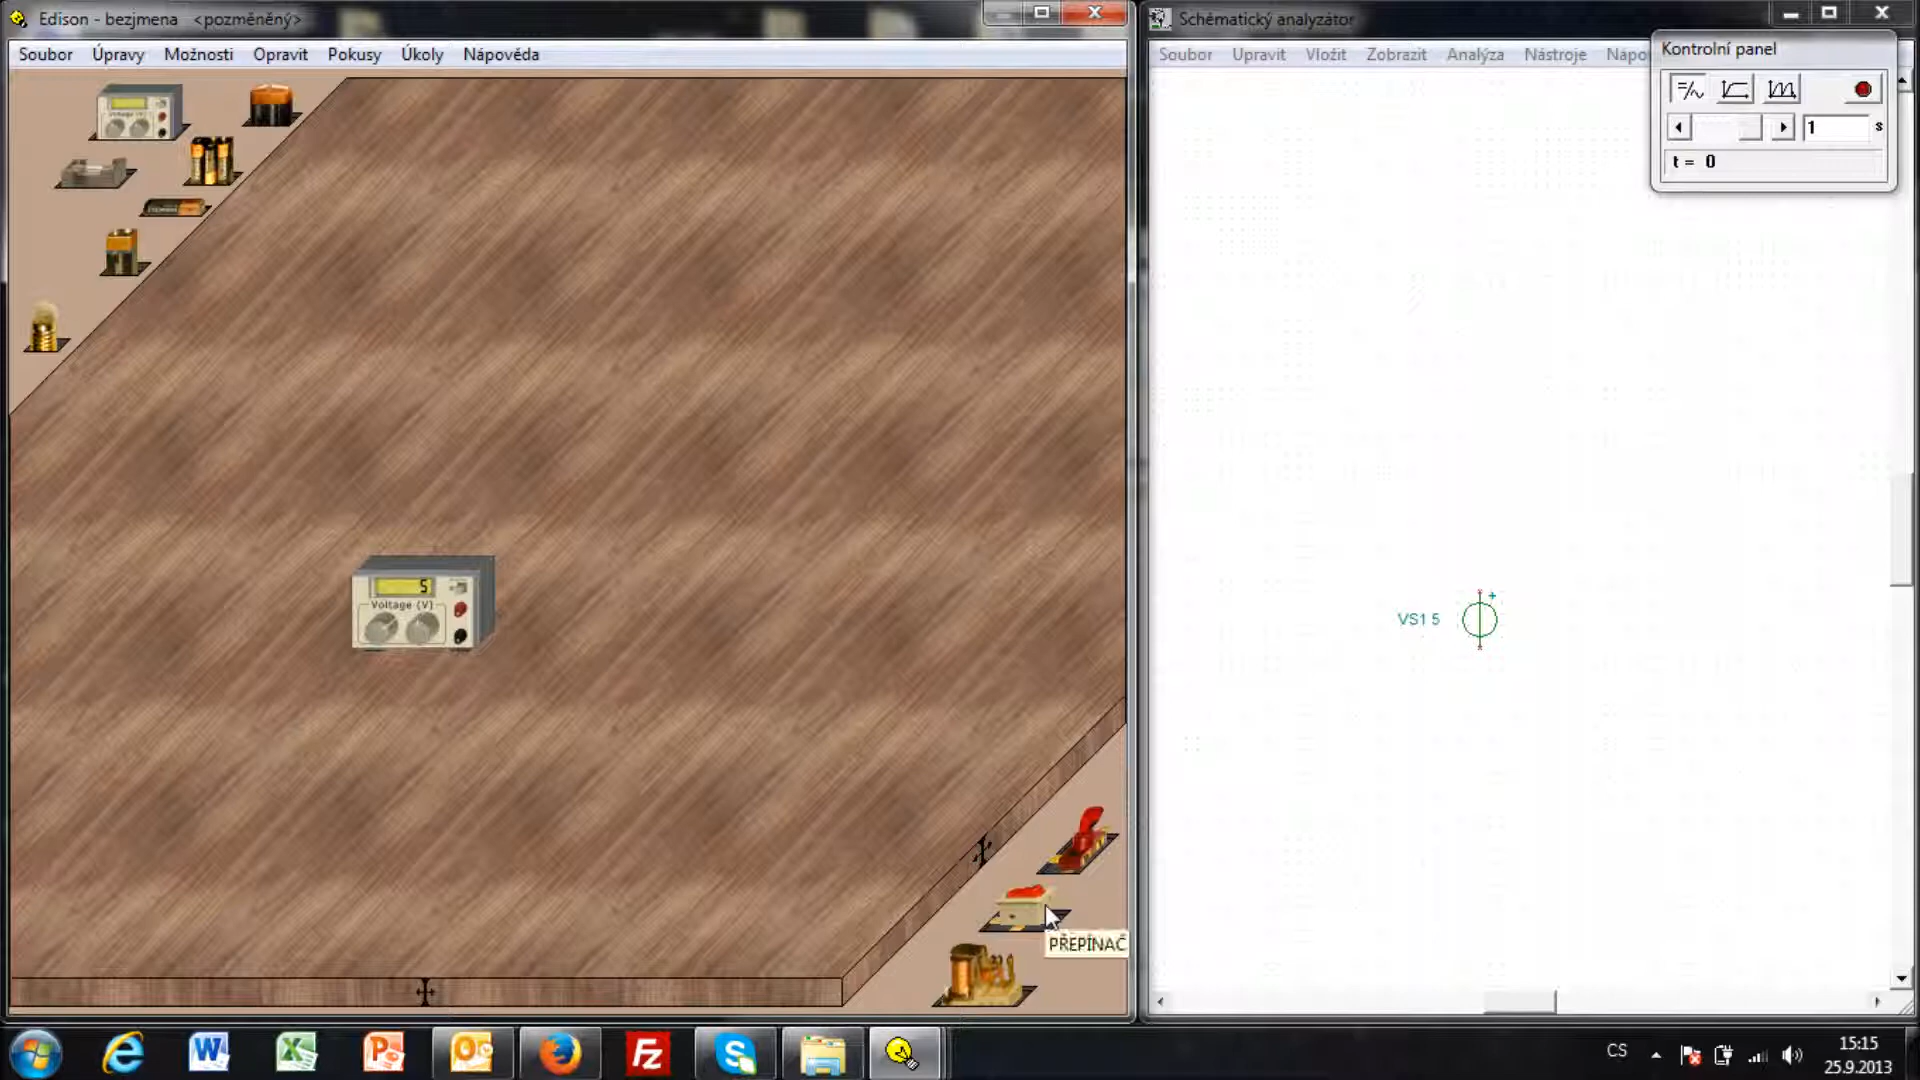 Edison - bezjmena <pozměněný>
Soubor Úpravy Možnosti Opravit Pokusy Úkoly Nápověda
Schématický analyzátor
Soubor Upravit Vložit Zobrazit Analýza Nástroje Nápo
Kontrolní panel
1 s
t = 0
5
Voltage (V)
VS1 5
PŘEPÍNAČ
CS
15:15
25.9.2013